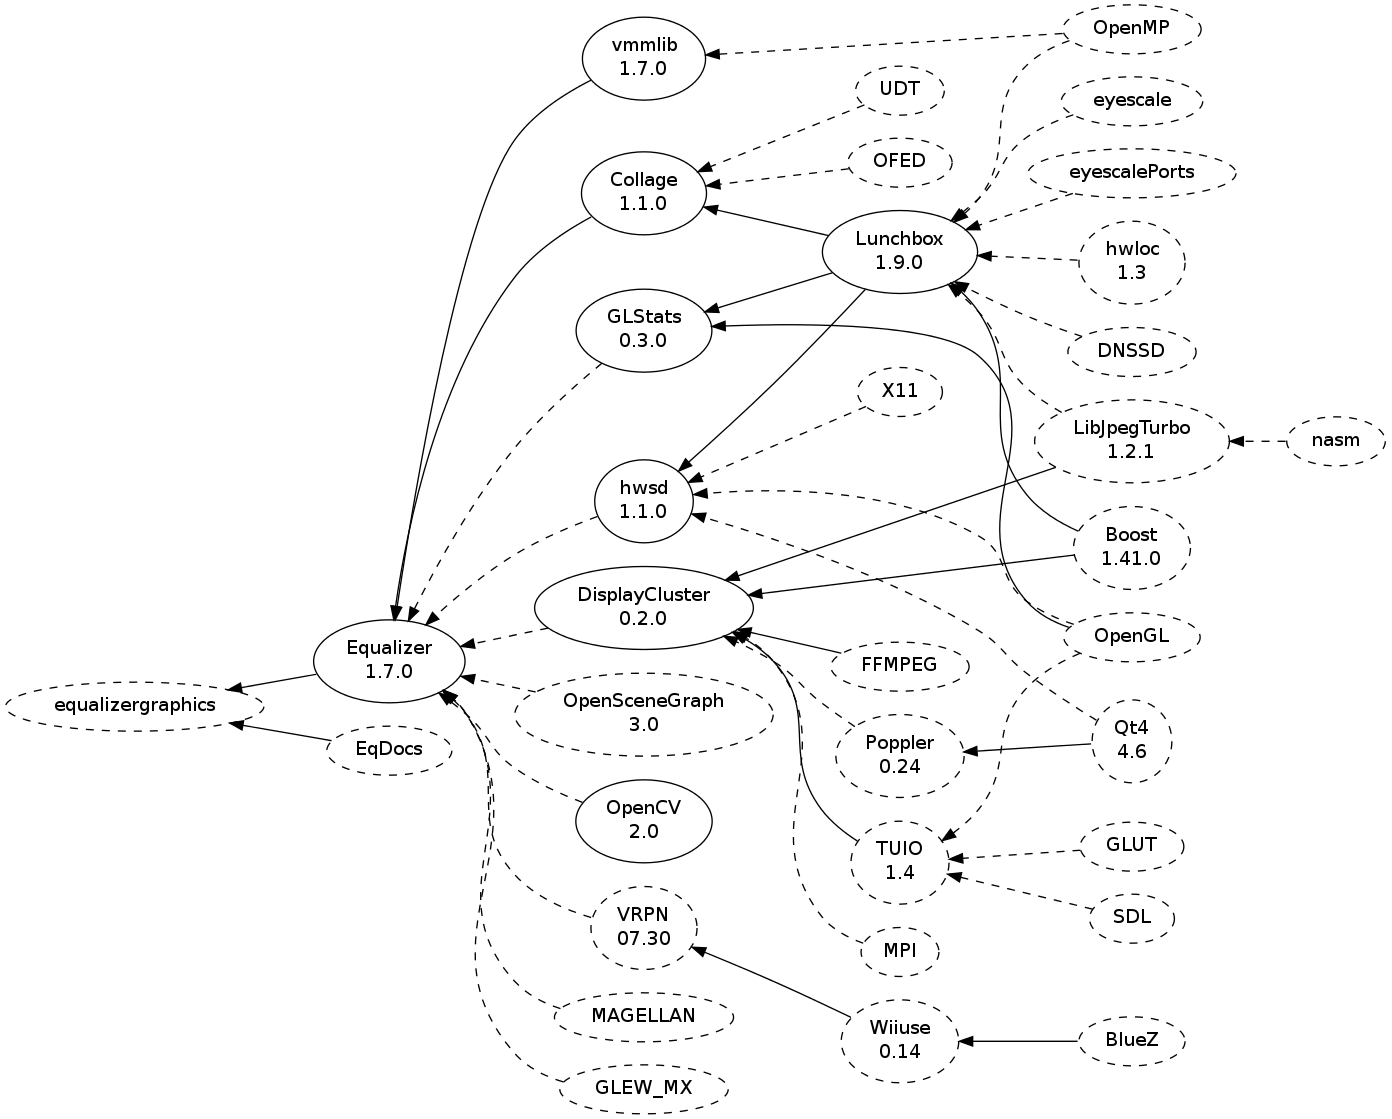 OpenMP
vmmlib
1.7.0
UDT
eyescale
OFED
eyescalePorts
Collage
1.1.0
Lunchbox
1.9.0
hwloc
1.3
GLStats
0.3.0
DNSSD
X11
LibJpegTurbo
1.2.1
nasm
hwsd
1.1.0
Boost
1.41.0
DisplayCluster
0.2.0
OpenGL
Equalizer
1.7.0
FFMPEG
equalizergraphics
OpenSceneGraph
3.0
EqDocs
Poppler
0.24
Qt4
4.6
OpenCV
2.0
TUIO
1.4
GLUT
SDL
VRPN
07.30
MPI
MAGELLAN
Wiiuse
0.14
BlueZ
GLEW_MX